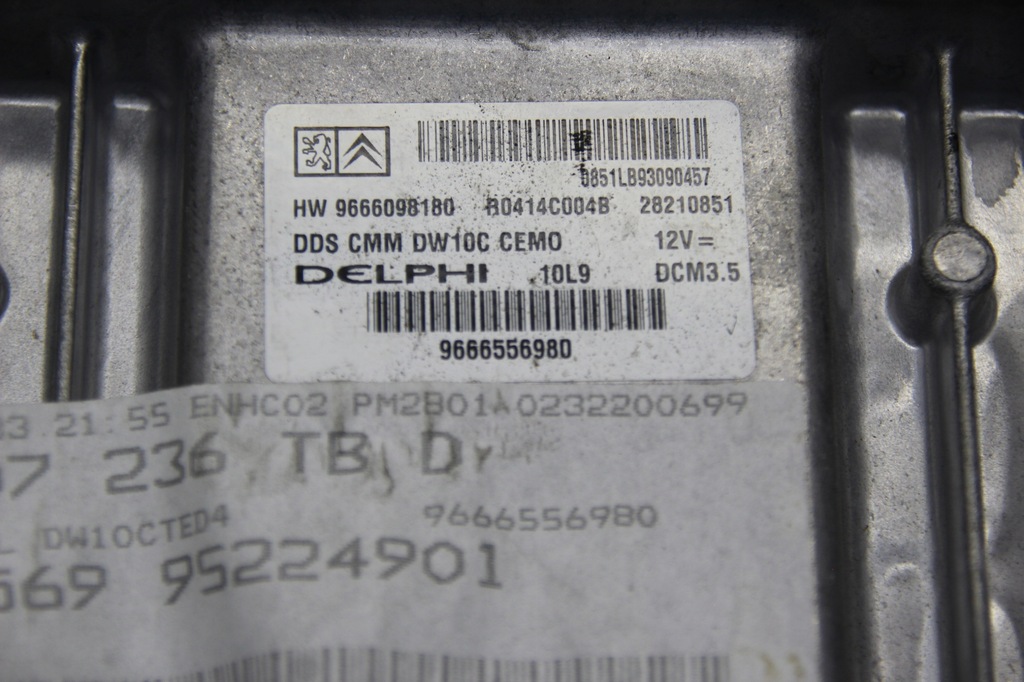 0851LB93090457
HW 9666098180 R0414C004B 28210851
DDS CMM DW10C CEMO 12V =
DELPHI 10L9 DCM3.5
9666556980
21:55 ENHC02 PM2B01A0232200699
236 TB D
DW10CTED4 9666556980
569 95224901